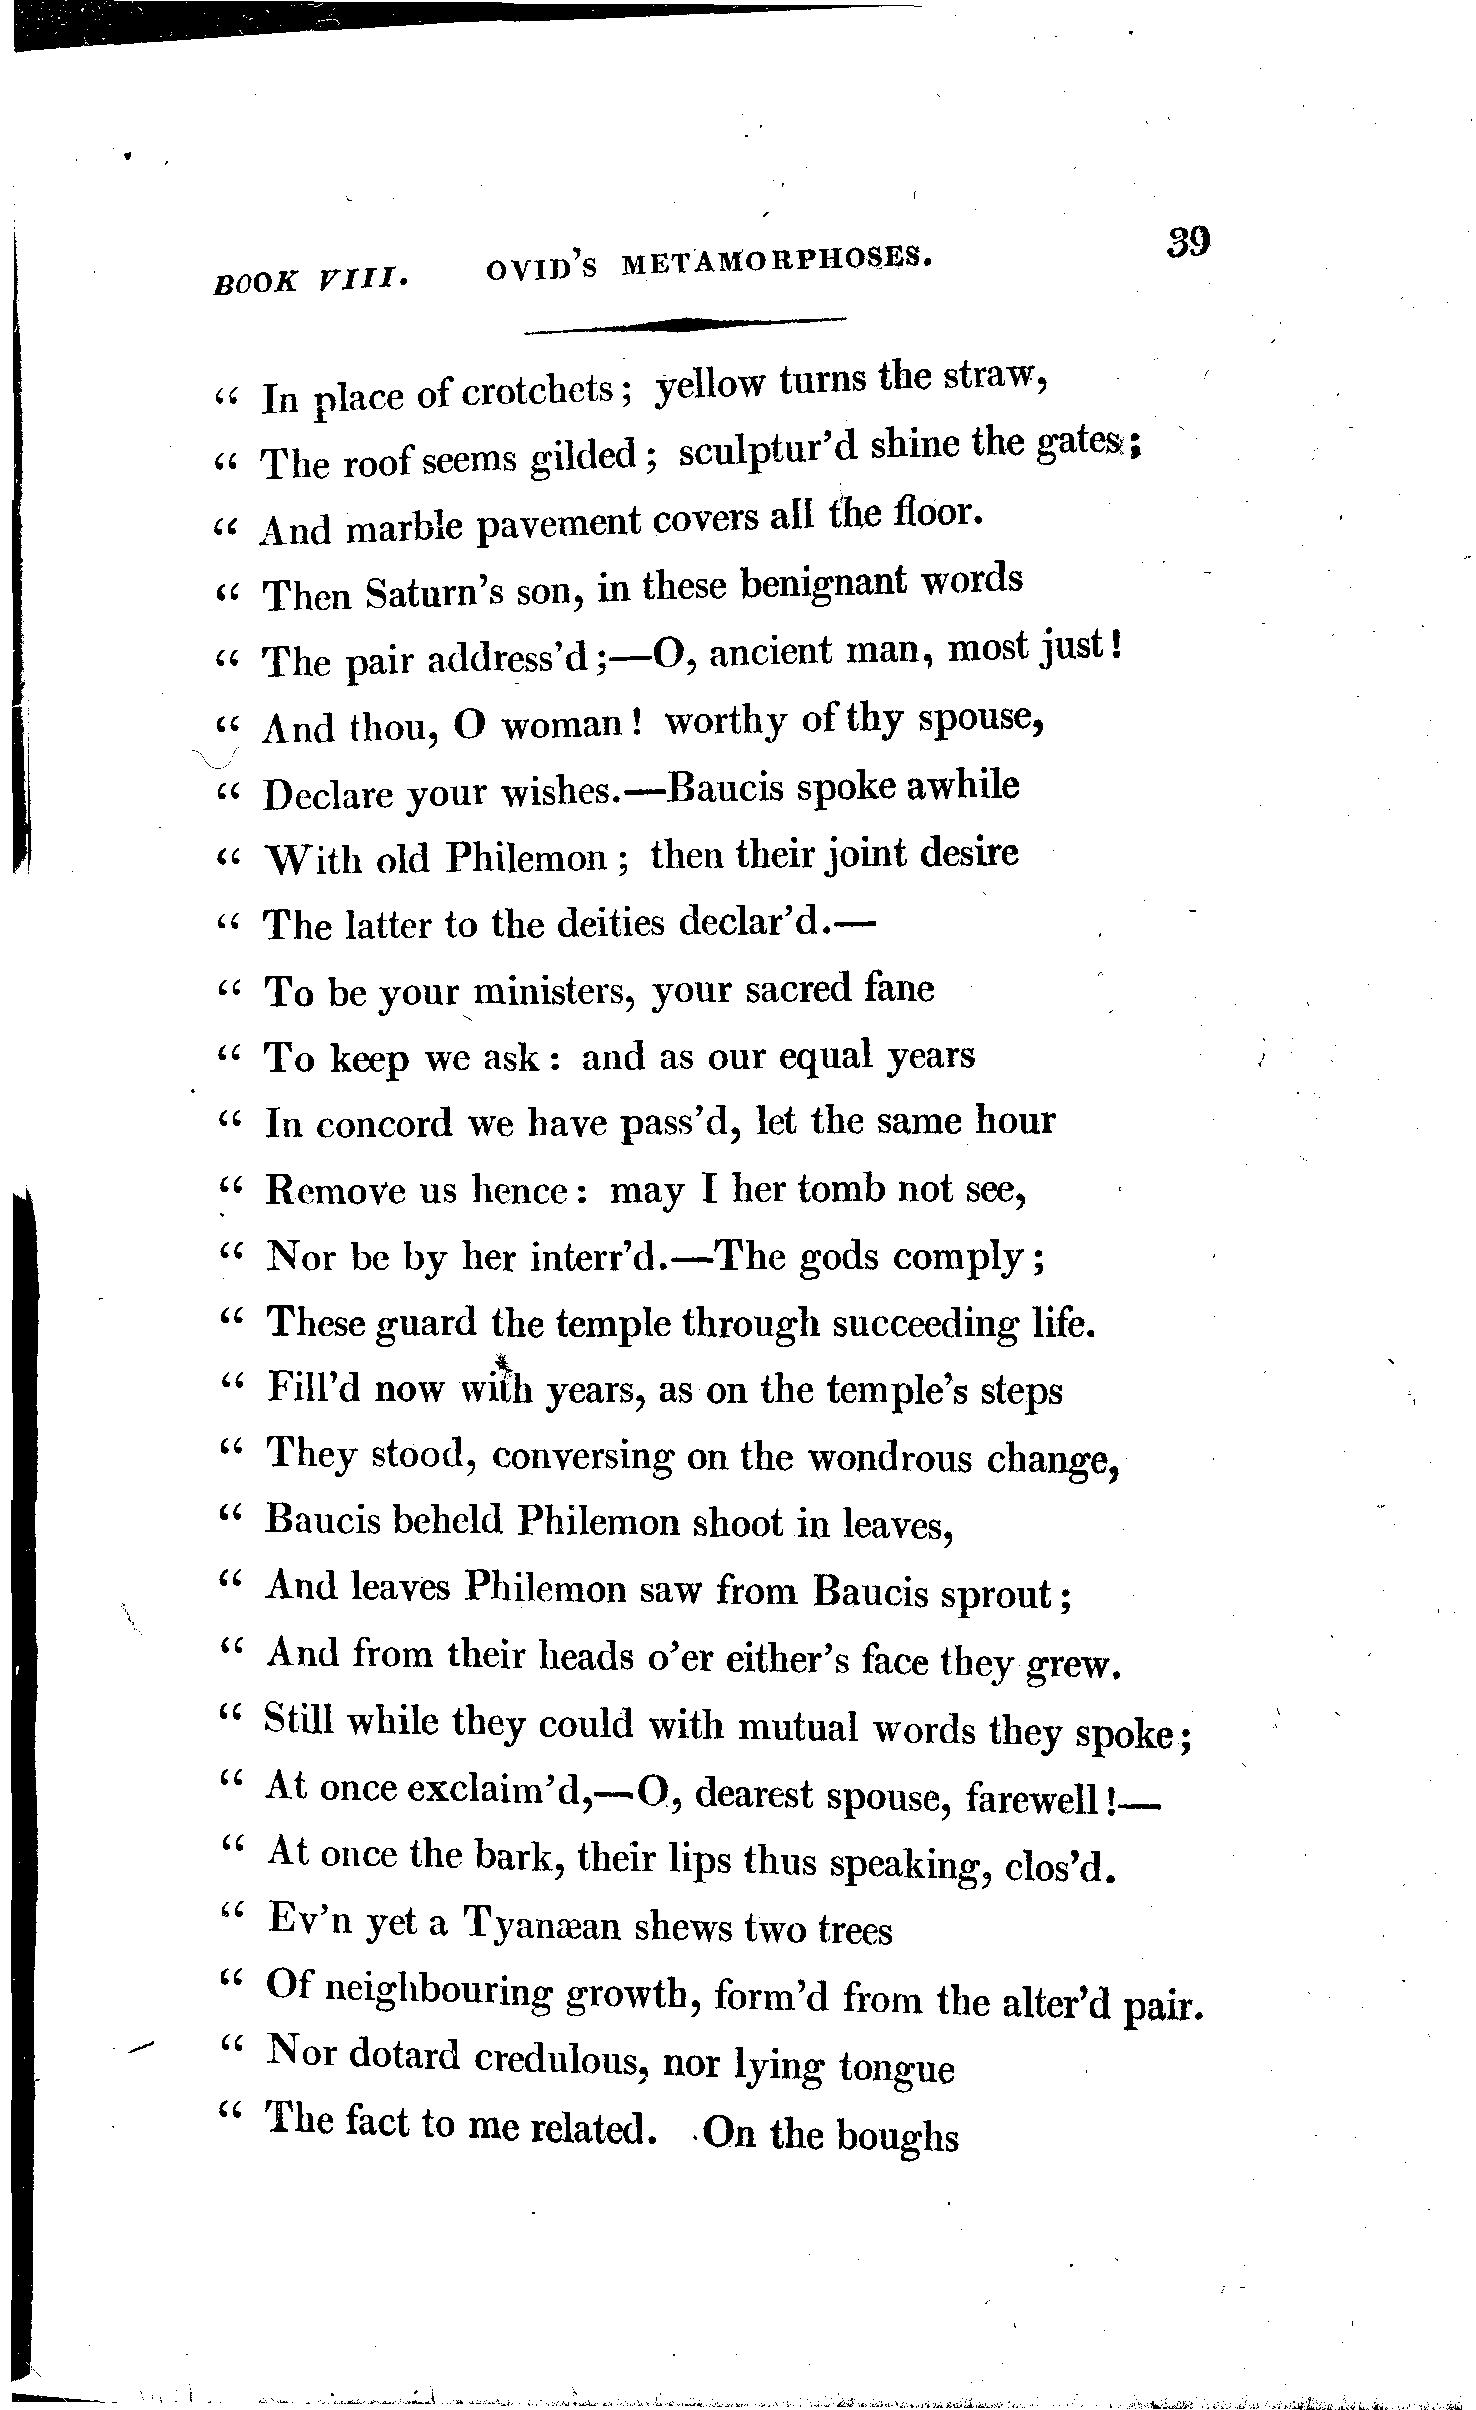 BOOK VIII. OVID'S METAMORPHOSES. 39
“ In place of crotchets; yellow turns the straw,
“ The roof seems gilded; sculptur'd shine the gates;
“ And marble pavement covers all the floor.
“ Then Saturn's son, in these benignant words
“ The pair address'd;—O, ancient man, most just!
“ And thou, O woman! worthy of thy spouse,
“ Declare your wishes.—Baucis spoke awhile
“ With old Philemon; then their joint desire
“ The latter to the deities declar'd.—
“ To be your ministers, your sacred fane
“ To keep we ask: and as our equal years
“ In concord we have pass'd, let the same hour
“ Remove us hence: may I her tomb not see,
“ Nor be by her interr'd.—The gods comply;
“ These guard the temple through succeeding life.
“ Fill'd now with years, as on the temple's steps
“ They stood, conversing on the wondrous change,
“ Baucis beheld Philemon shoot in leaves,
“ And leaves Philemon saw from Baucis sprout;
“ And from their heads o'er either's face they grew.
“ Still while they could with mutual words they spoke;
“ At once exclaim'd,—O, dearest spouse, farewell!—
“ At once the bark, their lips thus speaking, clos'd.
“ Ev'n yet a Tyanæan shews two trees
“ Of neighbouring growth, form'd from the alter'd pair.
“ Nor dotard credulous, nor lying tongue
“ The fact to me related. On the boughs